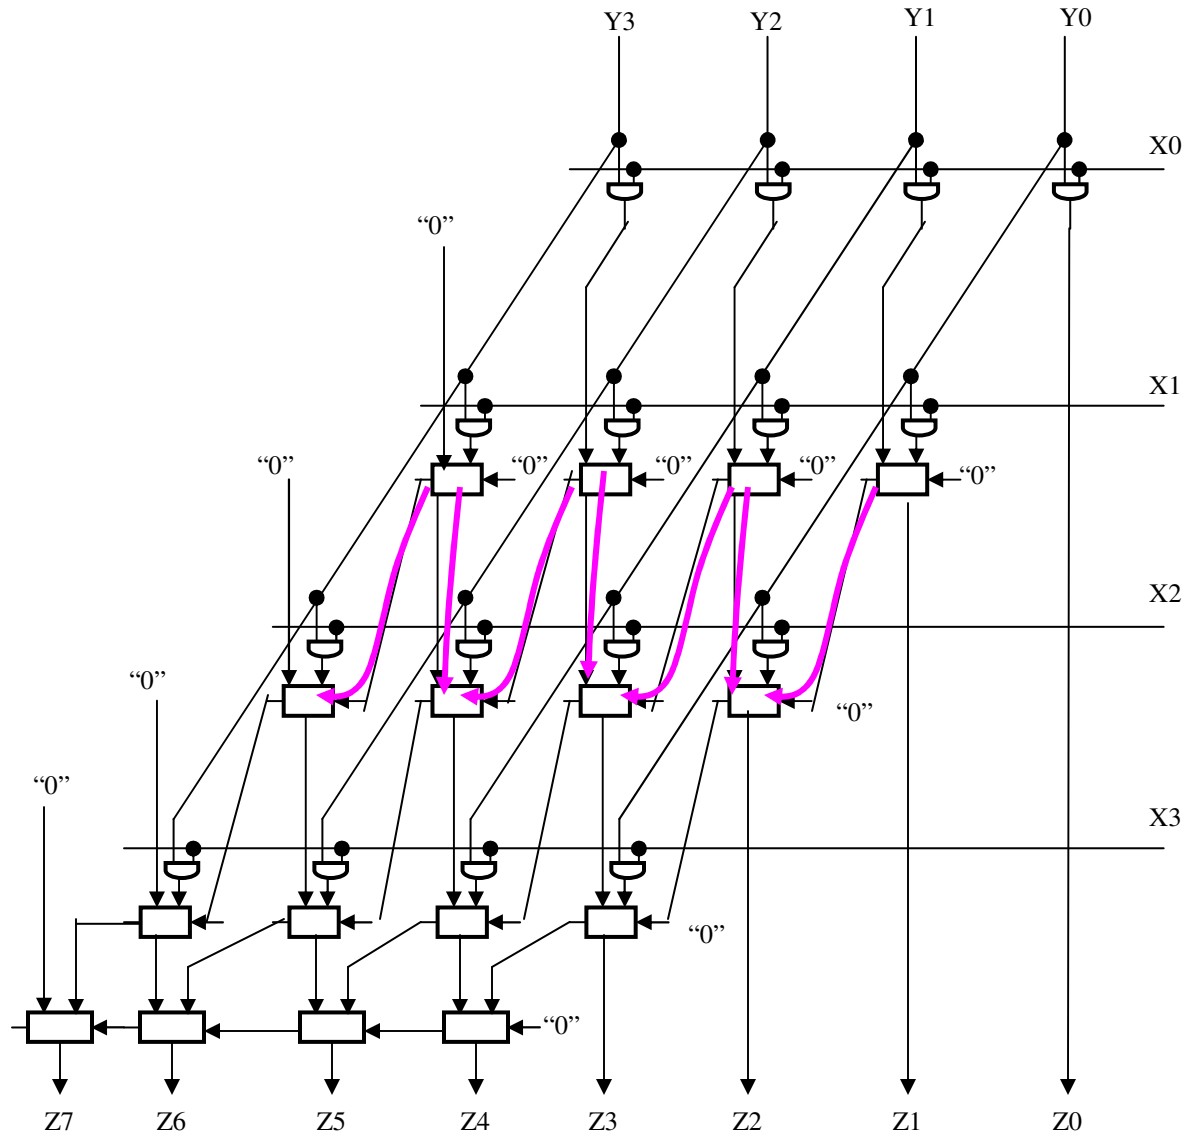 Y3 Y2 Y1 Y0
X0
“0”
X1
“0” “0” “0” “0” “0”
X2
“0” “0”
“0”
X3
“0”
“0”
Z7 Z6 Z5 Z4 Z3 Z2 Z1 Z0